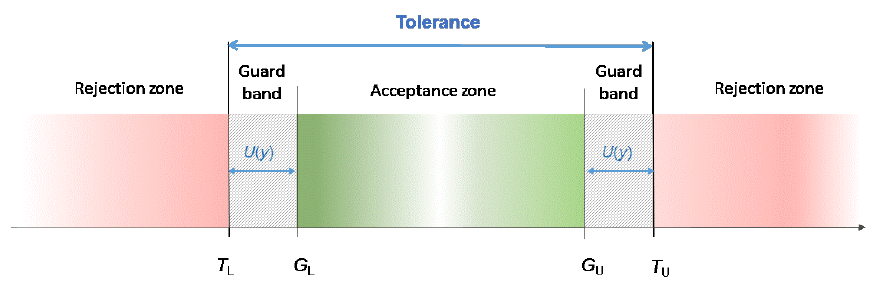 Tolerance
Rejection zone
Guard
band
Acceptance zone
Guard
band
Rejection zone
U(y)
U(y)
TL
GL
GU
TU